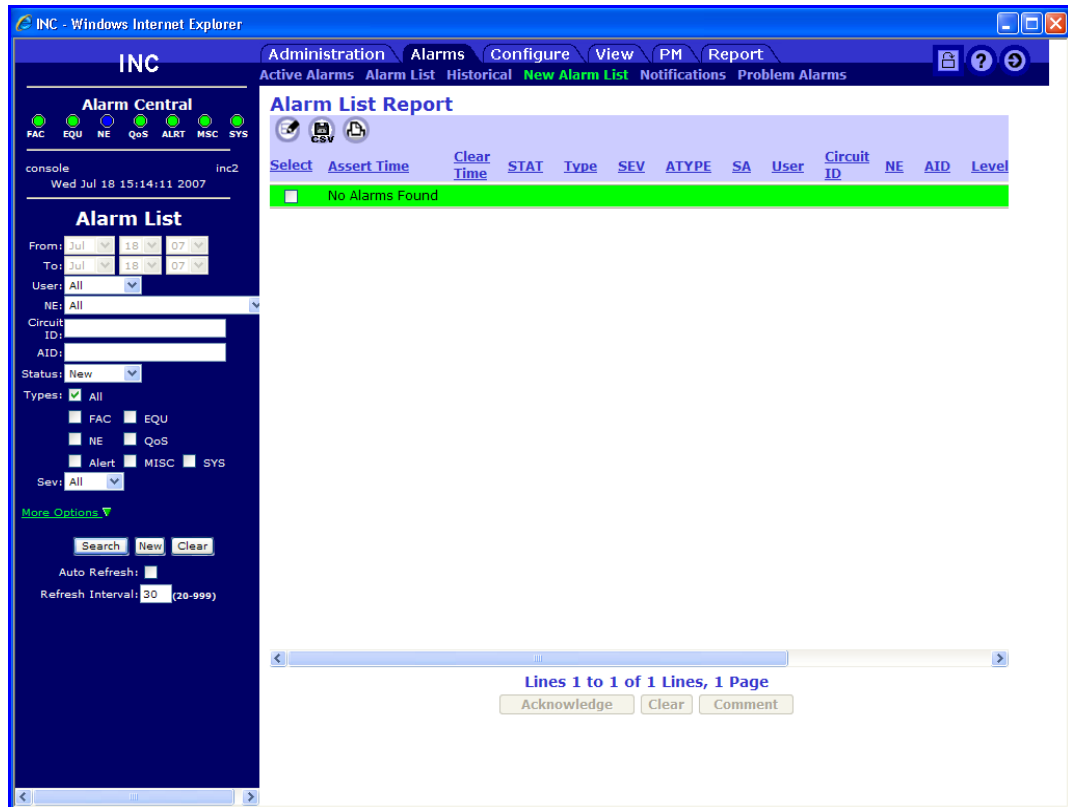 INC - Windows Internet Explorer
INC
Administration Alarms Configure View PM Report
Active Alarms Alarm List Historical New Alarm List Notifications Problem Alarms
Alarm Central
FAC EQU NE QoS ALRT MSC SYS
console inc2
Wed Jul 18 15:14:11 2007
Alarm List
From: Jul 18 07
To: Jul 18 07
User: All
NE: All
Circuit ID:
AID:
Status: New
Types: All
FAC EQU
NE QoS
Alert MISC SYS
Sev: All
More Options
Search New Clear
Auto Refresh:
Refresh Interval: 30 (20-999)
Alarm List Report
CSV
Select Assert Time Clear Time STAT Type SEV ATYPE SA User Circuit ID NE AID Level
No Alarms Found
Lines 1 to 1 of 1 Lines, 1 Page
Acknowledge Clear Comment